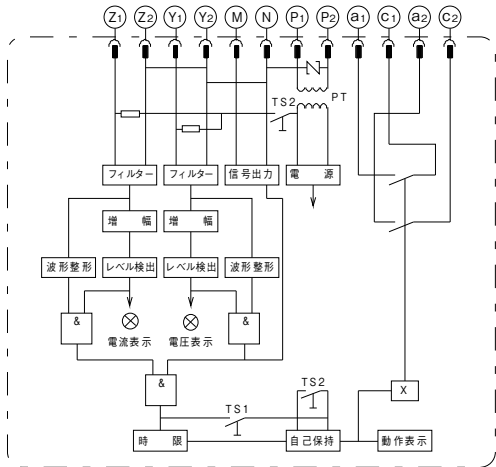 Z1 Z2 Y1 Y2 M N P1 P2 a1 c1 a2 c2
PT
TS2
フィルター フィルター 信号出力 電 源
増 幅 増 幅
波形整形 レベル検出 レベル検出 波形整形
& &
電流表示 電圧表示
&
X
TS2
TS1
時 限 自己保持 動作表示